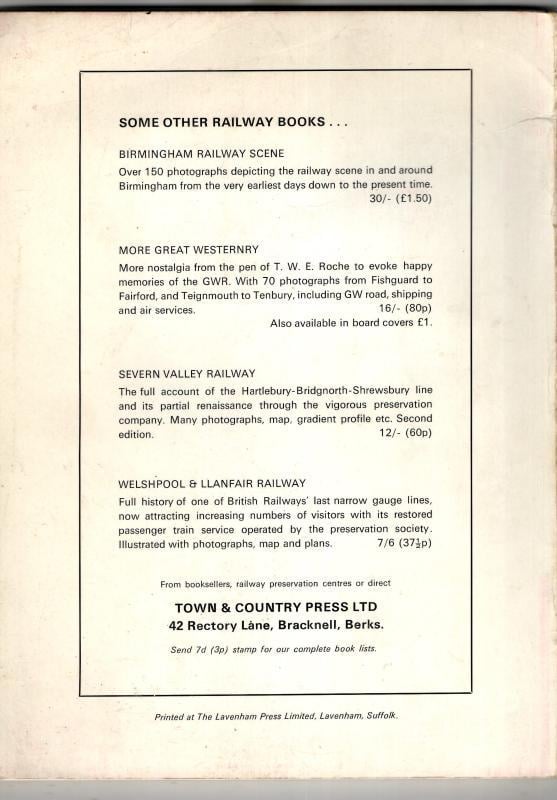 SOME OTHER RAILWAY BOOKS . . .
BIRMINGHAM RAILWAY SCENE
Over 150 photographs depicting the railway scene in and around
Birmingham from the very earliest days down to the present time.
30/- (£1.50)
MORE GREAT WESTERNRY
More nostalgia from the pen of T. W. E. Roche to evoke happy
memories of the GWR. With 70 photographs from Fishguard to
Fairford, and Teignmouth to Tenbury, including GW road, shipping
and air services. 16/- (80p)
Also available in board covers £1.
SEVERN VALLEY RAILWAY
The full account of the Hartlebury-Bridgnorth-Shrewsbury line
and its partial renaissance through the vigorous preservation
company. Many photographs, map, gradient profile etc. Second
edition. 12/- (60p)
WELSHPOOL & LLANFAIR RAILWAY
Full history of one of British Railways' last narrow gauge lines,
now attracting increasing numbers of visitors with its restored
passenger train service operated by the preservation society.
Illustrated with photographs, map and plans. 7/6 (37½p)
From booksellers, railway preservation centres or direct
TOWN & COUNTRY PRESS LTD
42 Rectory Lane, Bracknell, Berks.
Send 7d (3p) stamp for our complete book lists.
Printed at The Lavenham Press Limited, Lavenham, Suffolk.